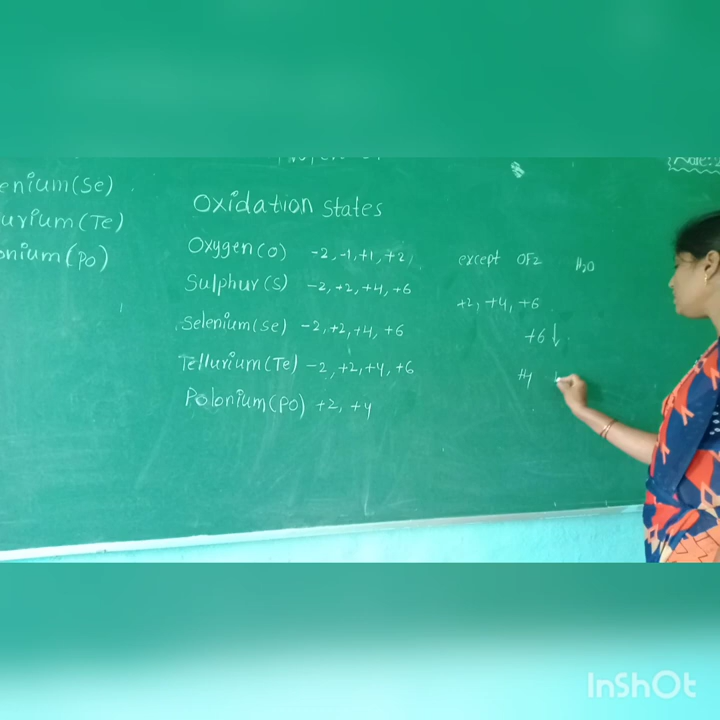 enium(Se)
urium(Te)
onium(Po)
Oxidation States
Oxygen(O) -2, -1, +1, +2,
except OF2 H2O
Sulphur(S) -2, +2, +4, +6
+2, +4, +6
Selenium(Se) -2, +2, +4, +6
+6↓
Tellurium(Te) -2, +2, +4, +6
+4
Polonium(Po) +2, +4
InShOt